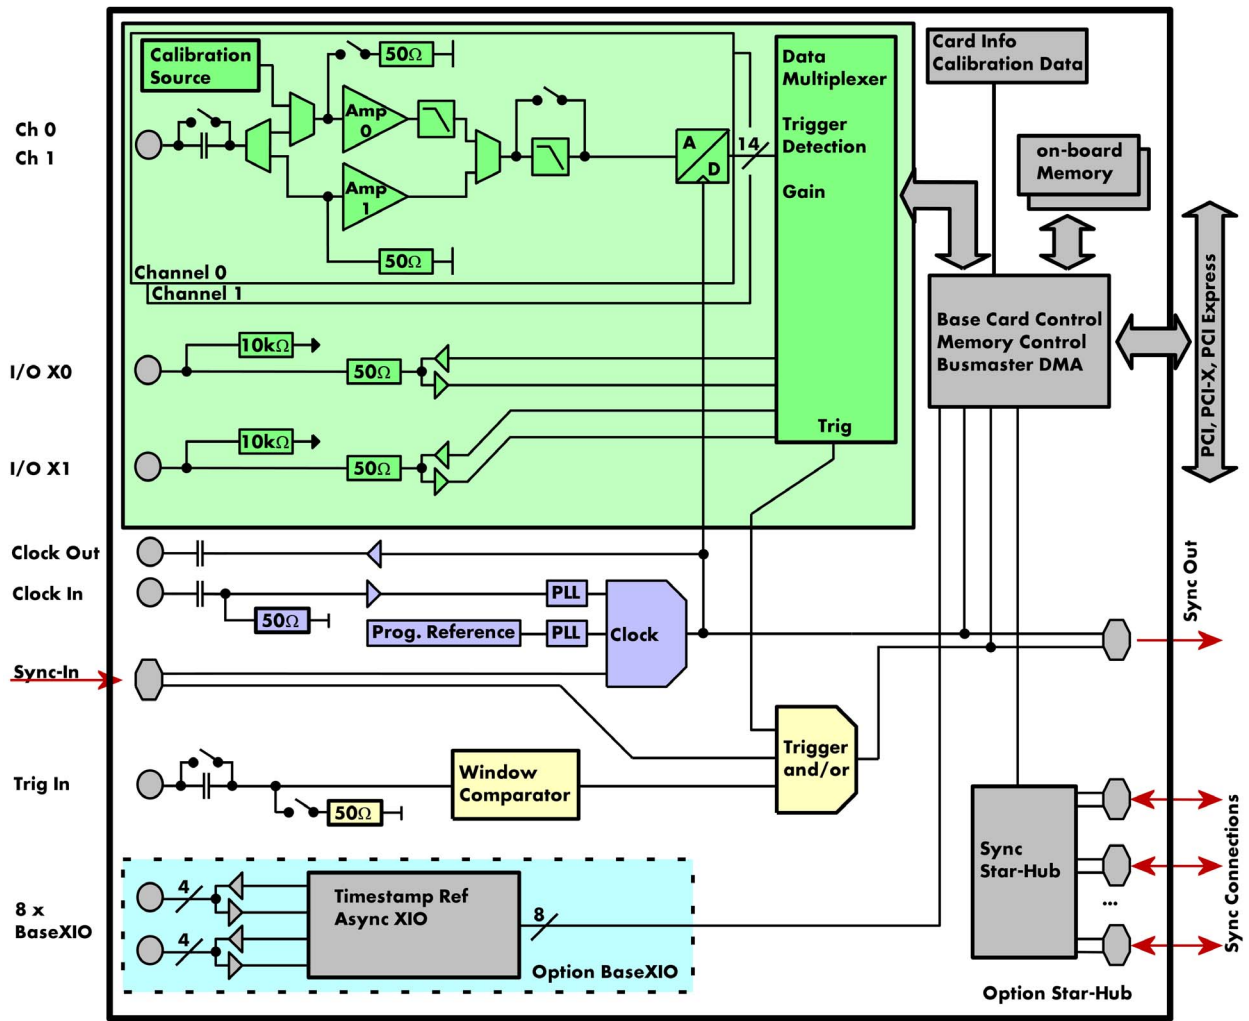 Calibration
Source
50Ω
Amp
0
Ch 0
Ch 1
Amp
1
50Ω
A
D
14
Channel 0
Channel 1
Data
Multiplexer
Trigger
Detection
Gain
Trig
Card Info
Calibration Data
on-board
Memory
Base Card Control
Memory Control
Busmaster DMA
PCI, PCI-X, PCI Express
I/O X0
10kΩ
50Ω
I/O X1
10kΩ
50Ω
Clock Out
Clock In
50Ω
PLL
Prog. Reference
PLL
Clock
Sync Out
Sync-In
Trigger
and/or
Trig In
50Ω
Window
Comparator
8 x
BaseXIO
4
4
Timestamp Ref
Async XIO
8
Option BaseXIO
Sync
Star-Hub
...
Option Star-Hub
Sync Connections